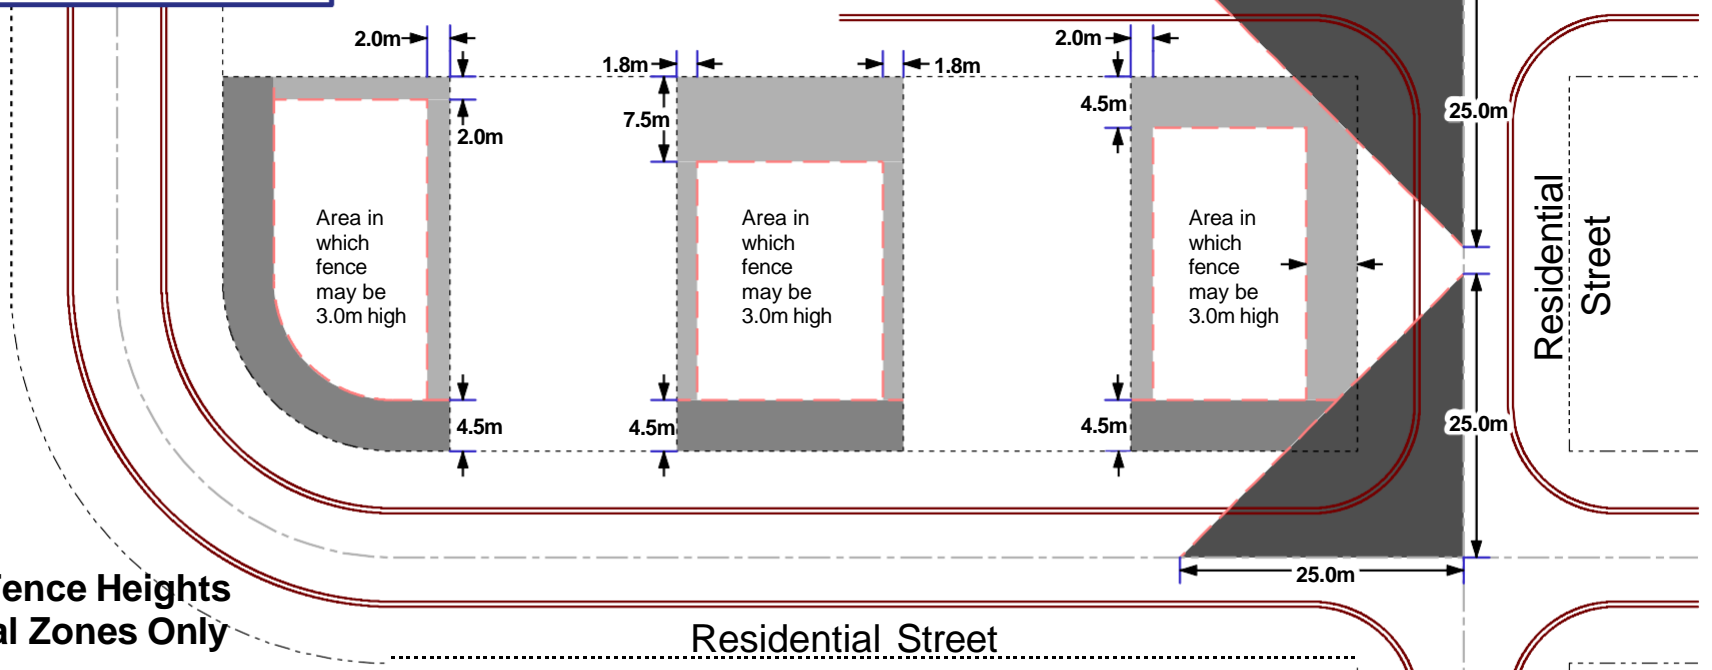 2.0m
2.0m
1.8m
1.8m
2.0m
4.5m
25.0m
7.5m
2.0m
Area in
which
fence
may be
3.0m high
Area in
which
fence
may be
3.0m high
Area in
which
fence
may be
3.0m high
Residential
Street
4.5m
4.5m
4.5m
25.0m
25.0m
ence Heights
al Zones Only
Residential Street